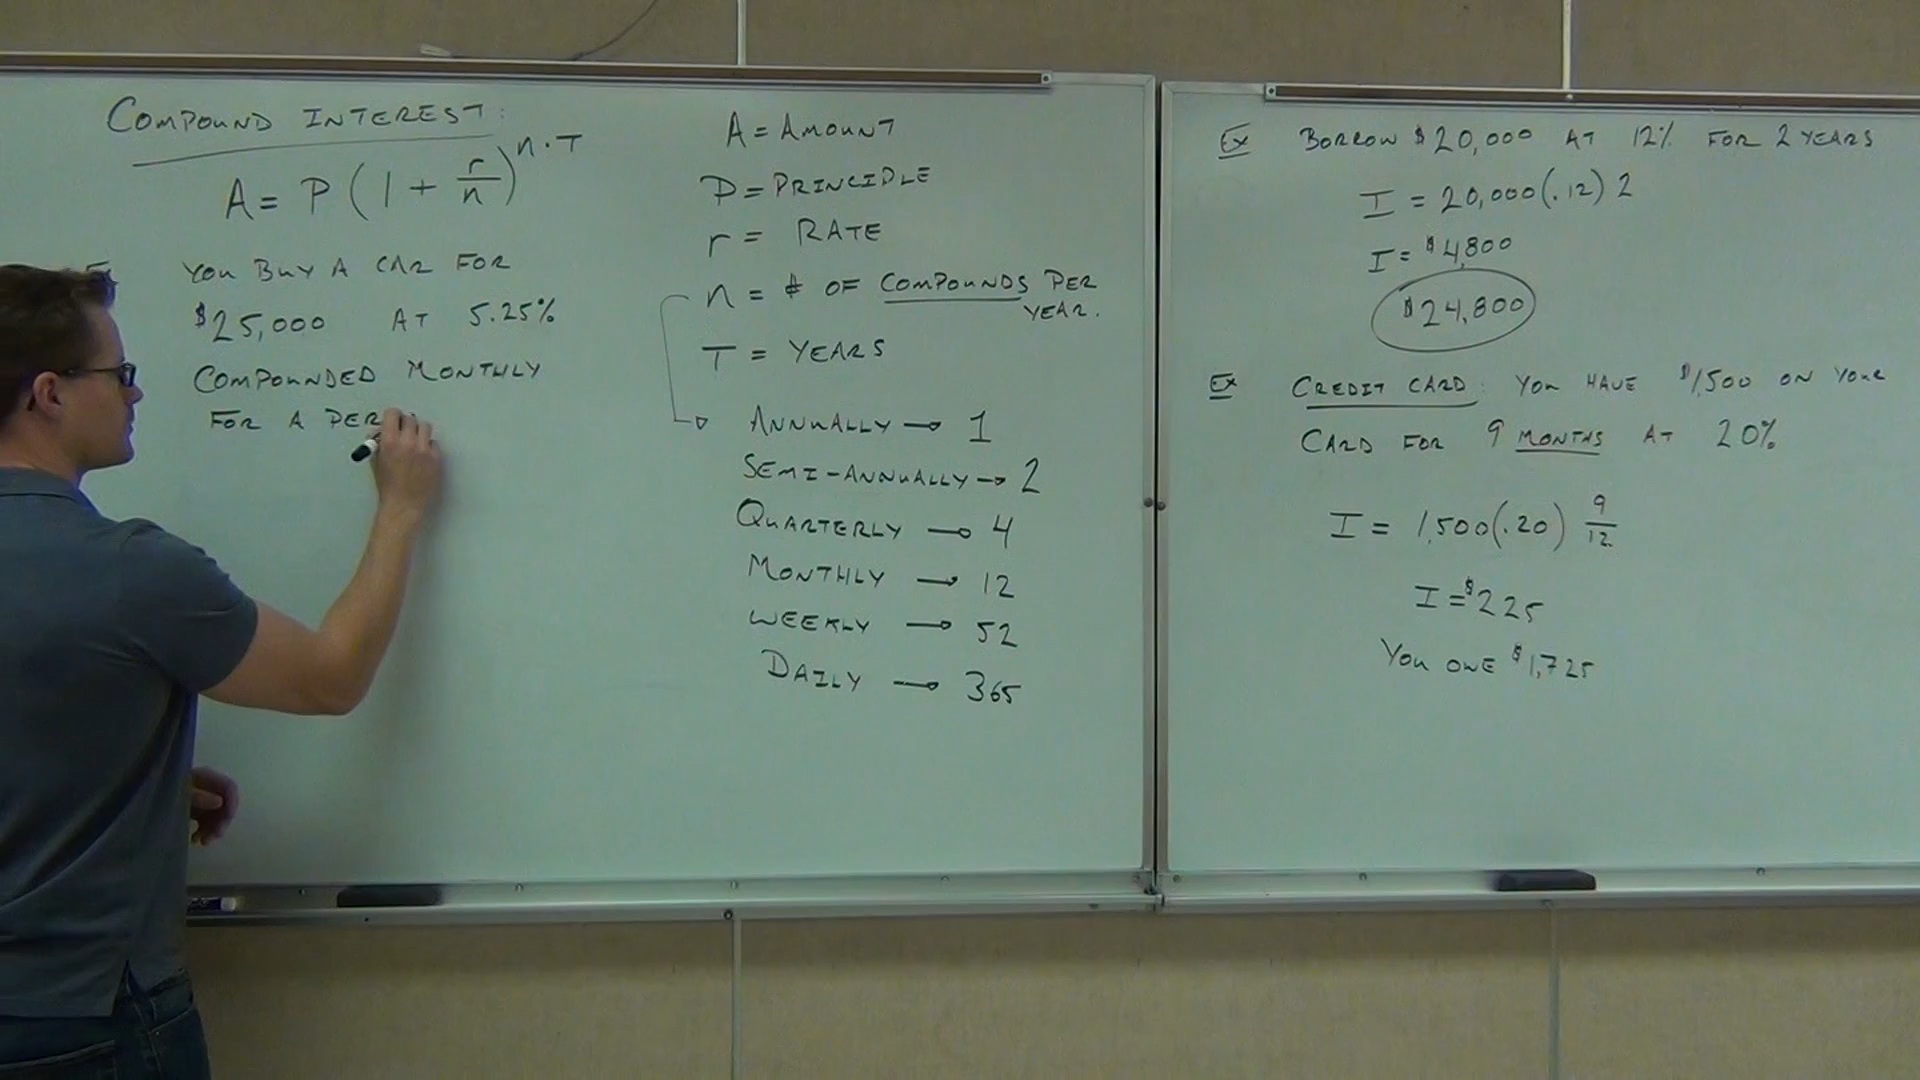 COMPOUND INTEREST:
A = P (1 + r/n)^n·T
YOU BUY A CAR FOR
$25,000 AT 5.25%
COMPOUNDED MONTHLY
FOR A PER
A = AMOUNT
P = PRINCIPLE
r = RATE
n = # OF COMPOUNDS PER
YEAR.
T = YEARS
ANNUALLY → 1
SEMI-ANNUALLY → 2
QUARTERLY → 4
MONTHLY → 12
WEEKLY → 52
DAILY → 365
EX BORROW $20,000 AT 12% FOR 2 YEARS
I = 20,000(.12) 2
I = $4,800
$24,800
EX CREDIT CARD: YOU HAVE $1,500 ON YOUR
CARD FOR 9 MONTHS AT 20%
I = 1,500(.20) 9/12
I = $225
YOU OWE $1,725